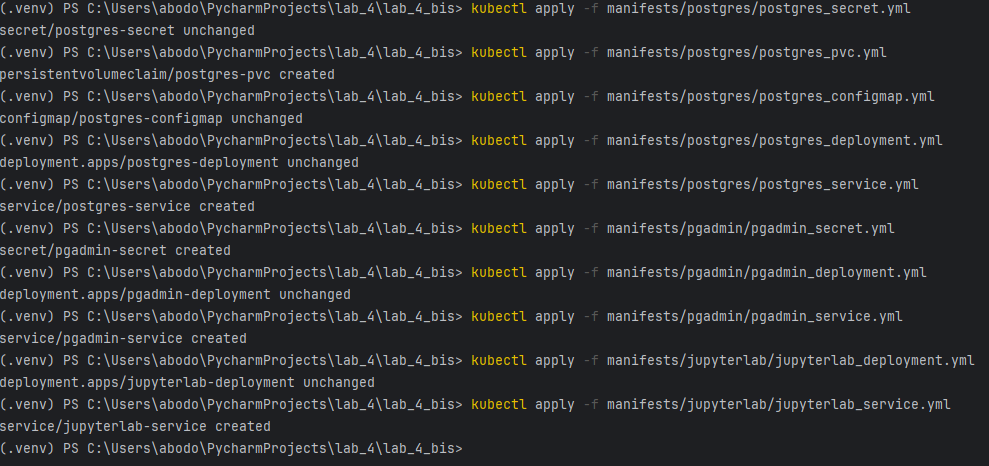 (.venv) PS C:\Users\abodo\PycharmProjects\lab_4\lab_4_bis> kubectl apply -f manifests/postgres/postgres_secret.yml
secret/postgres-secret unchanged
(.venv) PS C:\Users\abodo\PycharmProjects\lab_4\lab_4_bis> kubectl apply -f manifests/postgres/postgres_pvc.yml
persistentvolumeclaim/postgres-pvc created
(.venv) PS C:\Users\abodo\PycharmProjects\lab_4\lab_4_bis> kubectl apply -f manifests/postgres/postgres_configmap.yml
configmap/postgres-configmap unchanged
(.venv) PS C:\Users\abodo\PycharmProjects\lab_4\lab_4_bis> kubectl apply -f manifests/postgres/postgres_deployment.yml
deployment.apps/postgres-deployment unchanged
(.venv) PS C:\Users\abodo\PycharmProjects\lab_4\lab_4_bis> kubectl apply -f manifests/postgres/postgres_service.yml
service/postgres-service created
(.venv) PS C:\Users\abodo\PycharmProjects\lab_4\lab_4_bis> kubectl apply -f manifests/pgadmin/pgadmin_secret.yml
secret/pgadmin-secret created
(.venv) PS C:\Users\abodo\PycharmProjects\lab_4\lab_4_bis> kubectl apply -f manifests/pgadmin/pgadmin_deployment.yml
deployment.apps/pgadmin-deployment unchanged
(.venv) PS C:\Users\abodo\PycharmProjects\lab_4\lab_4_bis> kubectl apply -f manifests/pgadmin/pgadmin_service.yml
service/pgadmin-service created
(.venv) PS C:\Users\abodo\PycharmProjects\lab_4\lab_4_bis> kubectl apply -f manifests/jupyterlab/jupyterlab_deployment.yml
deployment.apps/jupyterlab-deployment unchanged
(.venv) PS C:\Users\abodo\PycharmProjects\lab_4\lab_4_bis> kubectl apply -f manifests/jupyterlab/jupyterlab_service.yml
service/jupyterlab-service created
(.venv) PS C:\Users\abodo\PycharmProjects\lab_4\lab_4_bis>